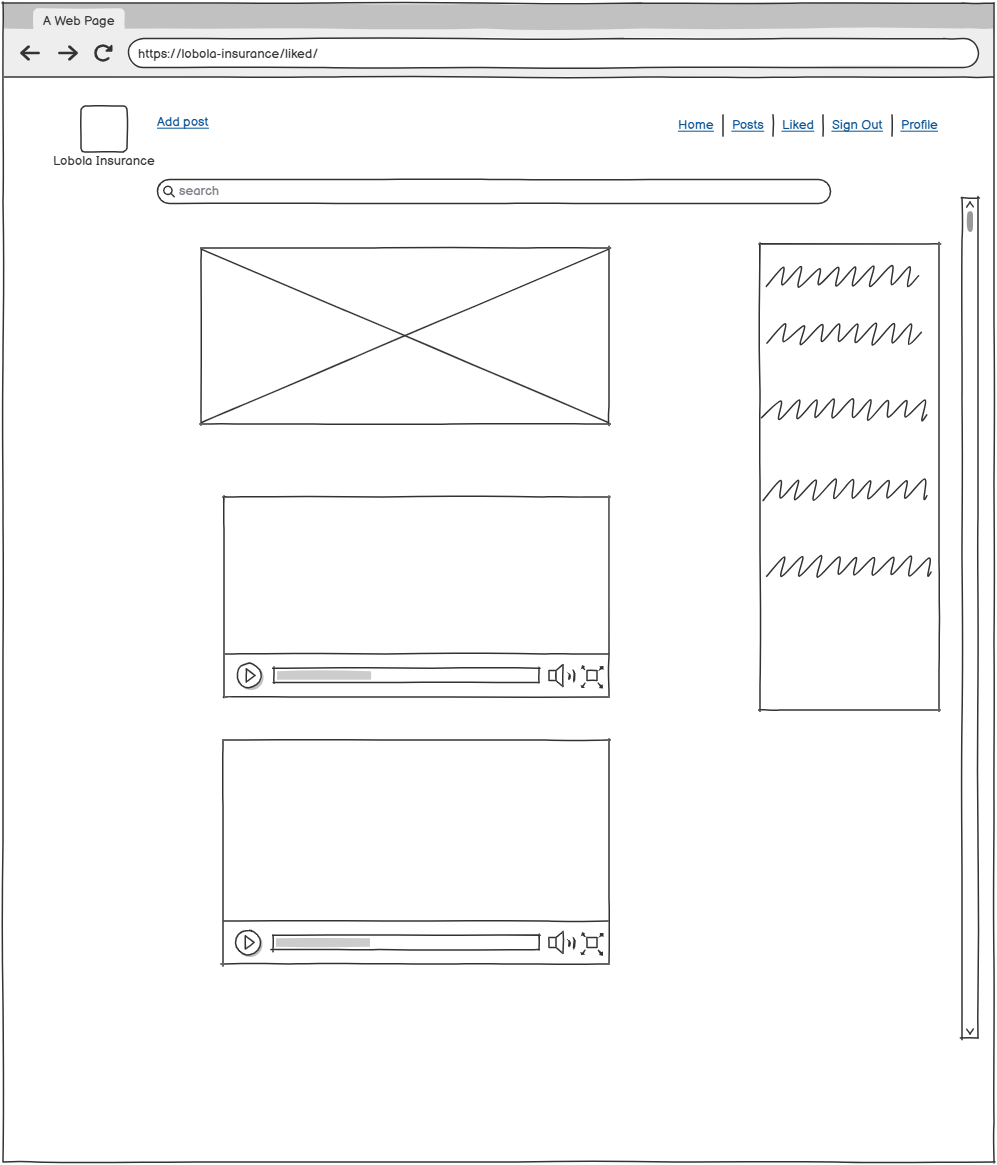 A Web Page
https://lobola-insurance/liked/
Add post
Home
Posts
Liked
Sign Out
Profile
Lobola Insurance
search